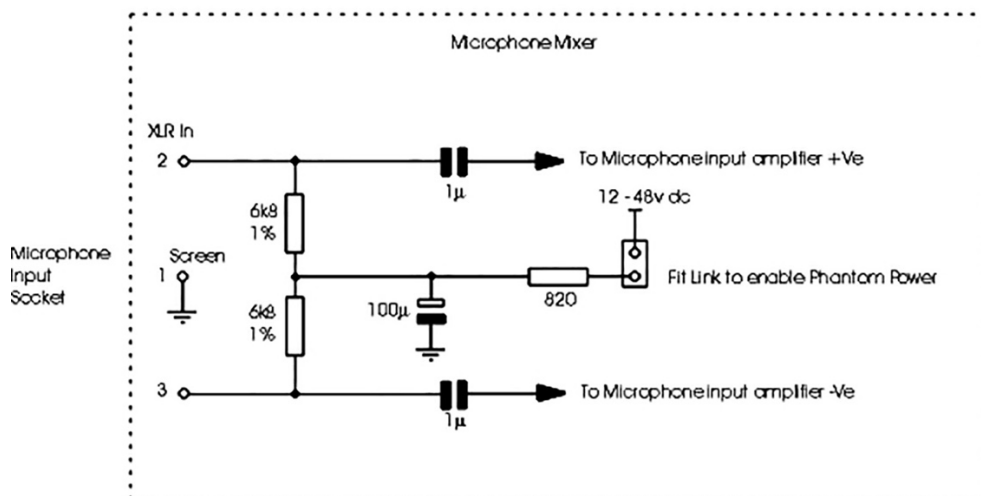 Microphone Mixer
XLR In
2
To Microphone input amplifier +Ve
1µ
12 - 48v dc
6k8
1%
Microphone
Input
Socket
Screen
1
Fit Link to enable Phantom Power
820
100µ
6k8
1%
3
To Microphone input amplifier -Ve
1µ